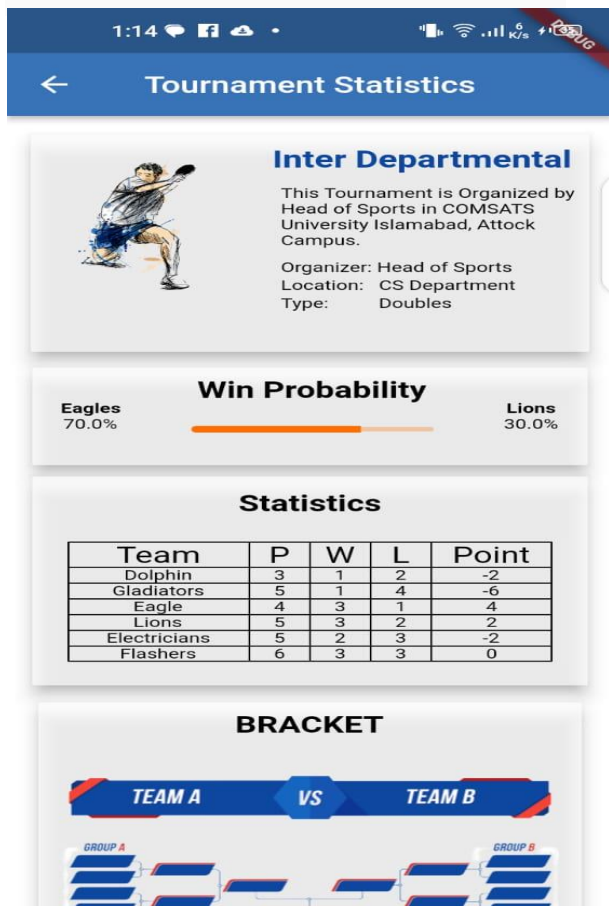 1:14
6
K/s
DEBUG
Tournament Statistics
Inter Departmental
This Tournament is Organized by
Head of Sports in COMSATS
University Islamabad, Attock
Campus.
Organizer: Head of Sports
Location: CS Department
Type: Doubles
Win Probability
Eagles
70.0%
Lions
30.0%
Statistics
Team P W L Point
Dolphin 3 1 2 -2
Gladiators 5 1 4 -6
Eagle 4 3 1 4
Lions 5 3 2 2
Electricians 5 2 3 -2
Flashers 6 3 3 0
BRACKET
TEAM A VS TEAM B
GROUP A GROUP B